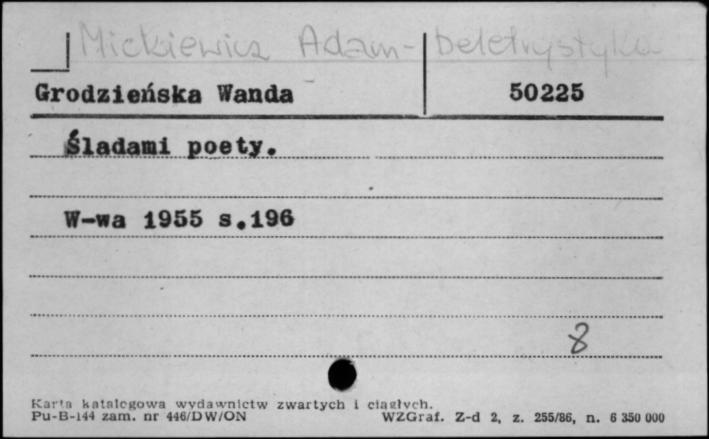 Mickiewicz Adam - beletrystyka
Grodzieńska Wanda 50225
Śladami poety.
W-wa 1955 s.196
8
Karta katalogowa wydawnictw zwartych i ciągłych.
Pu-B-144 zam. nr 446/DW/ON WZGraf. Z-d 2, z. 255/86, n. 6 350 000